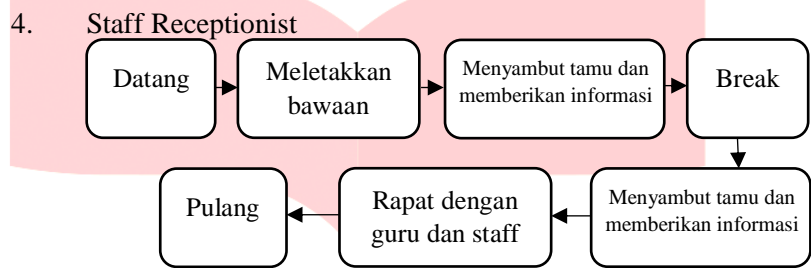 4. Staff Receptionist
Datang
Meletakkan
bawaan
Menyambut tamu dan
memberikan informasi
Break
Menyambut tamu dan
memberikan informasi
Rapat dengan
guru dan staff
Pulang